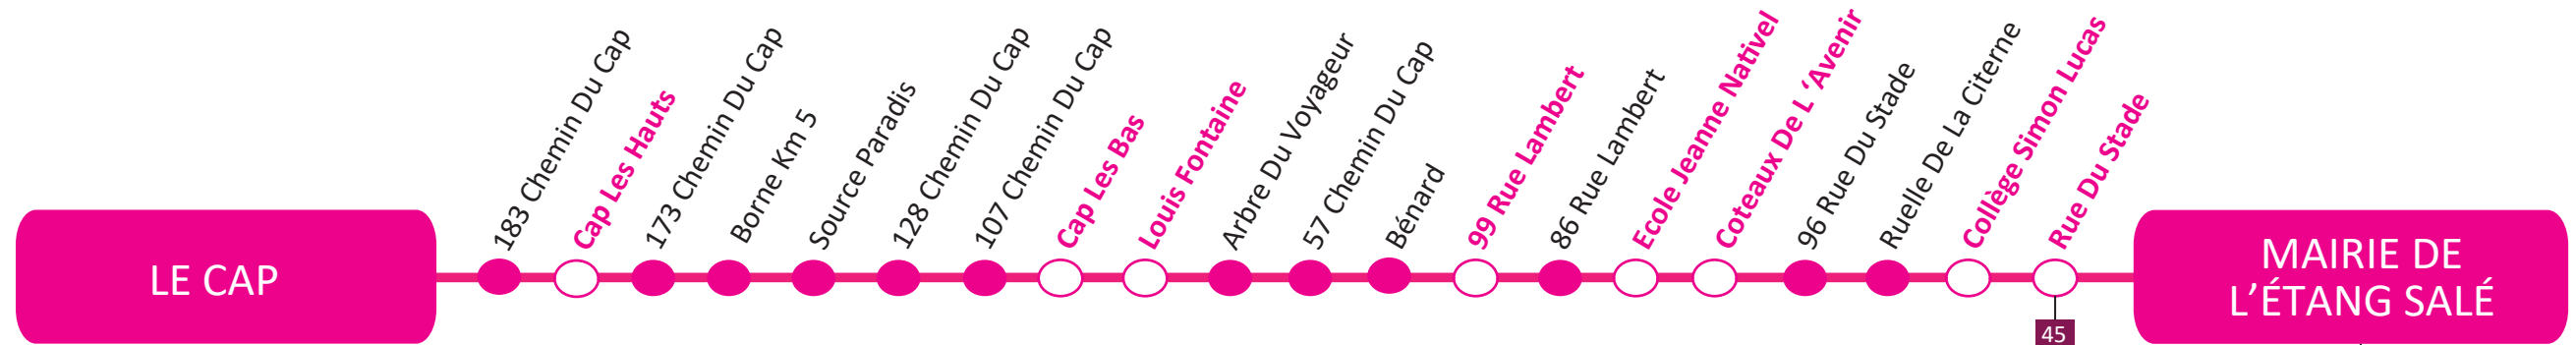 LE CAP
183 Chemin Du Cap
Cap Les Hauts
173 Chemin Du Cap
Borne Km 5
Source Paradis
128 Chemin Du Cap
107 Chemin Du Cap
Cap Les Bas
Louis Fontaine
Arbre Du Voyageur
57 Chemin Du Cap
Bénard
99 Rue Lambert
86 Rue Lambert
Ecole Jeanne Nativel
Coteaux De L ‘Avenir
96 Rue Du Stade
Ruelle De La Citerne
Collège Simon Lucas
Rue Du Stade
45
MAIRIE DE
L’ÉTANG SALÉ